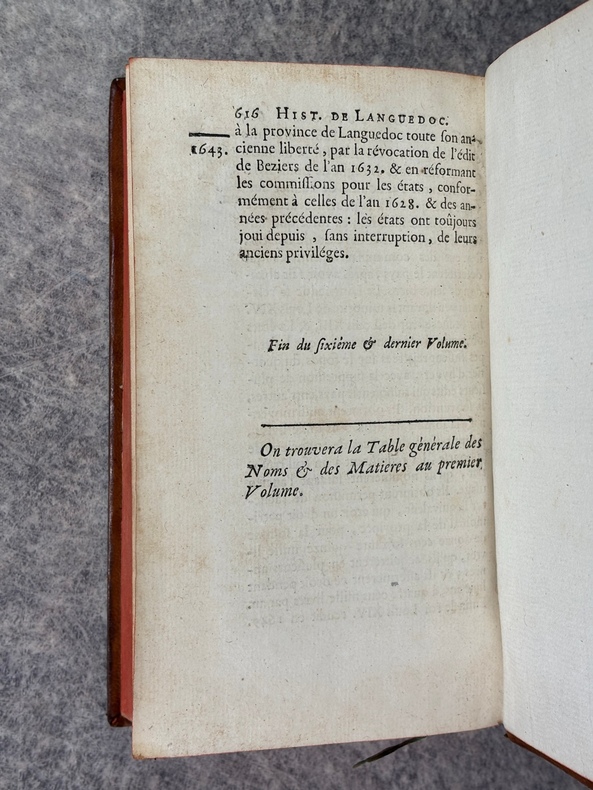 616 HIST. DE LANGUEDOC.
à la province de Languedoc toute ſon an-
1643. cienne liberté, par la révocation de l'édit
de Beziers de l'an 1632. & en réformant
les commiſſions pour les états, confor-
mément à celles de l'an 1628. & des an-
nées précédentes : les états ont toûjours
joui depuis, ſans interruption, de leurs
anciens priviléges.
Fin du ſixiéme & dernier Volume.
On trouvera la Table générale des
Noms & des Matieres au premier
Volume.